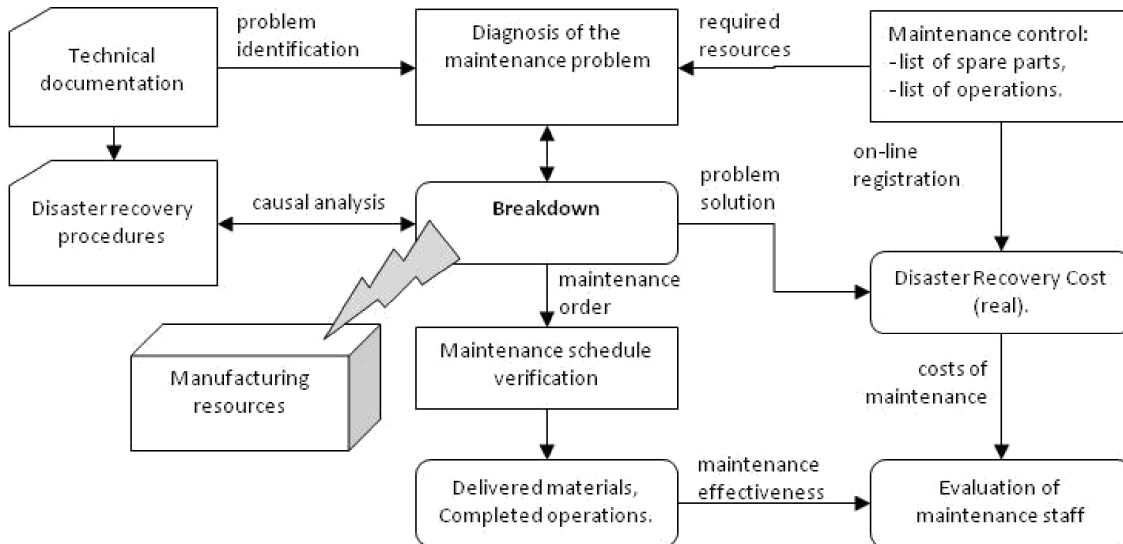 Technical
documentation
problem
identification
Diagnosis of the
maintenance problem
required
resources
Maintenance control:
-list of spare parts,
-list of operations.
Disaster recovery
procedures
causal analysis
Breakdown
problem
solution
on-line
registration
maintenance
order
Disaster Recovery Cost
(real).
Manufacturing
resources
Maintenance schedule
verification
costs of
maintenance
Delivered materials,
Completed operations.
maintenance
effectiveness
Evaluation of
maintenance staff